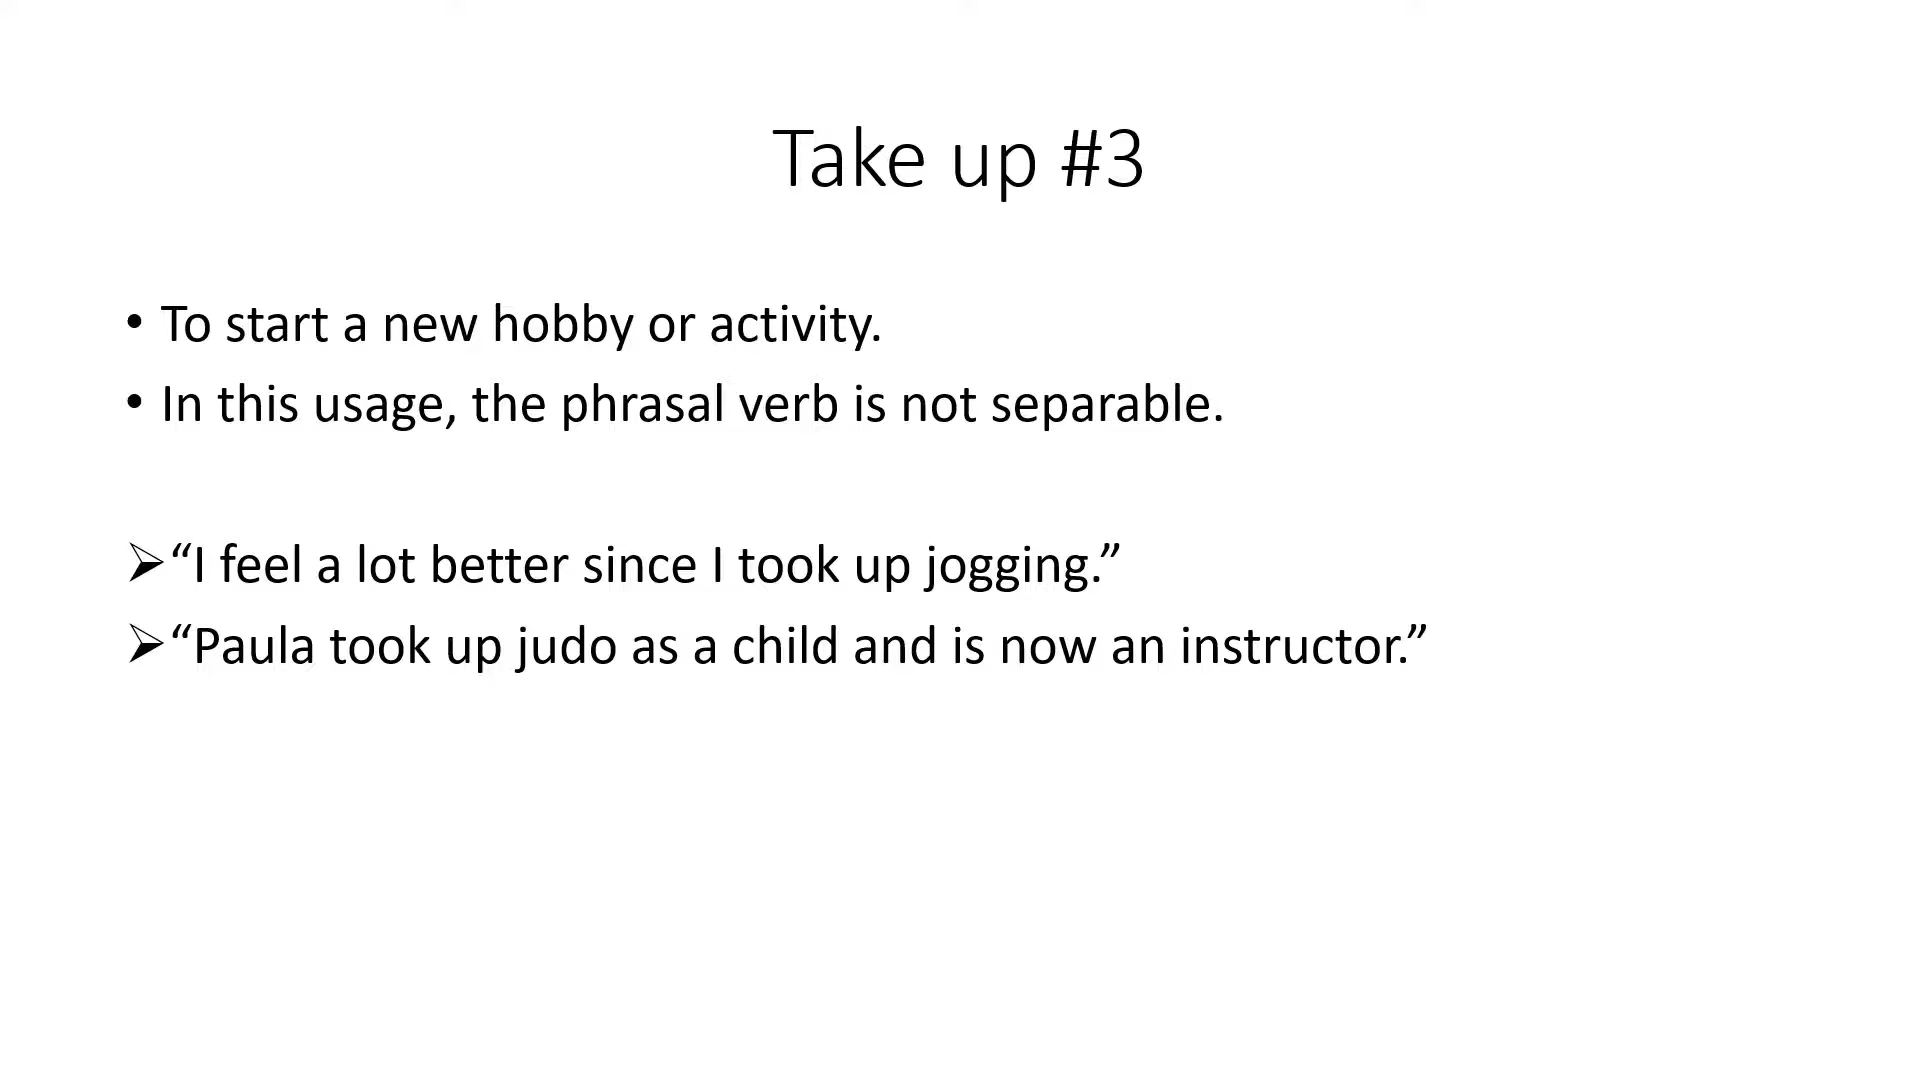 Take up #3
• To start a new hobby or activity.
• In this usage, the phrasal verb is not separable.
➢“I feel a lot better since I took up jogging.”
➢“Paula took up judo as a child and is now an instructor.”